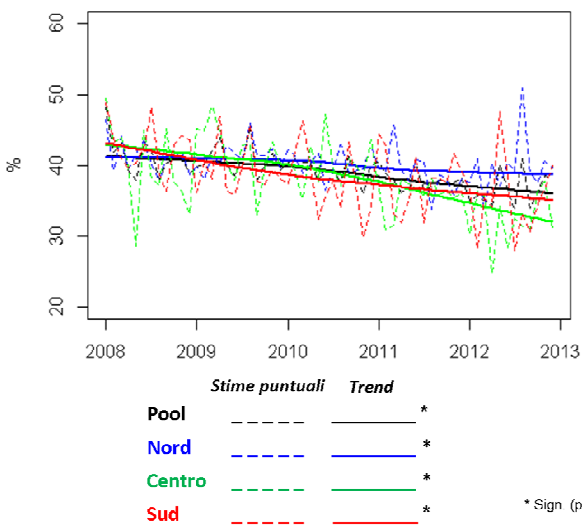 60
50
40
30
20
%
2008 2009 2010 2011 2012 2013
Stime puntuali Trend
Pool *
Nord *
Centro *
Sud *
* Sign. (p